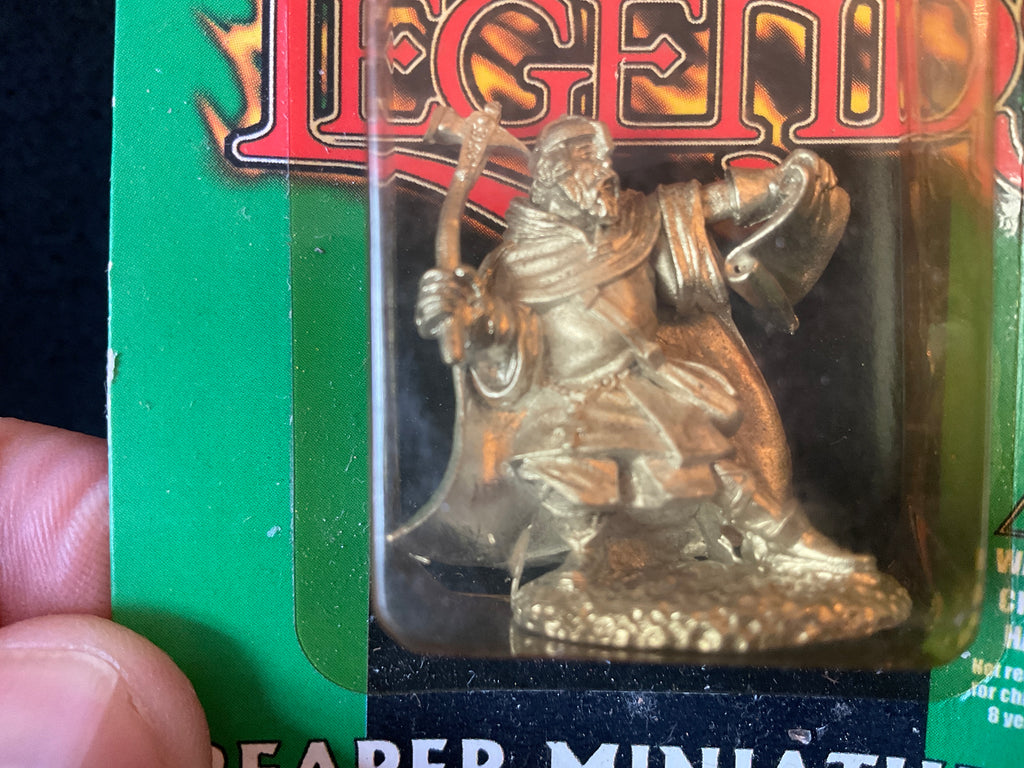 LEGEND
Not re
for ch
8 ye
REAPER MINIATU